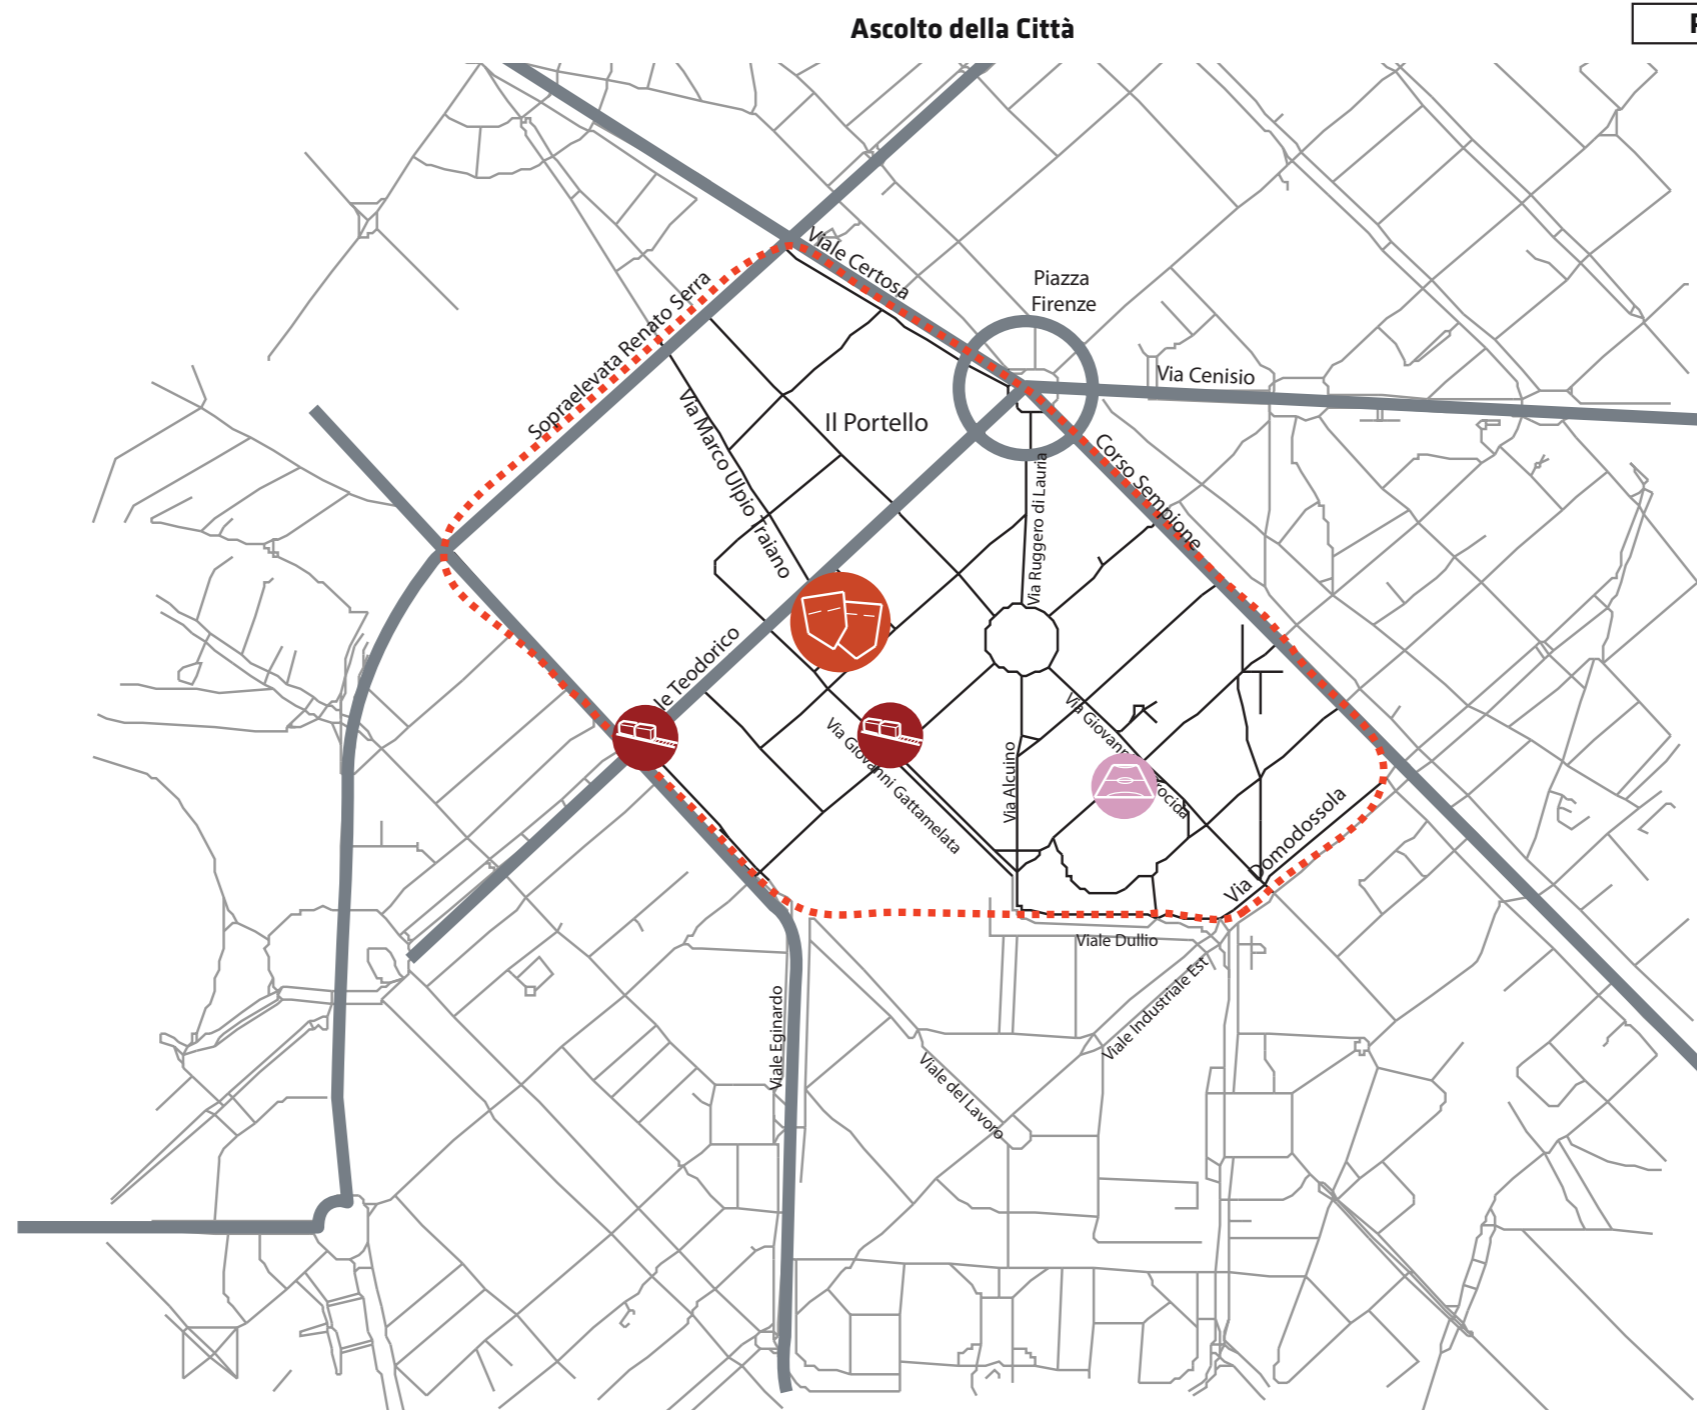 Ascolto della Città
Viale Certosa
Piazza
Firenze
Sopraelevata Renato Serra
Via Cenisio
Via Marco Ulpio Traiano
Il Portello
Corso Sempione
Via Ruggero di Lauria
le Teodorico
Via Giovanni Gattamelata
Via Alcuino
Via Giovann
rocida
Via Domodossola
Viale Dullio
Viale Industriale Est
Viale Eginardo
Viale del Lavoro